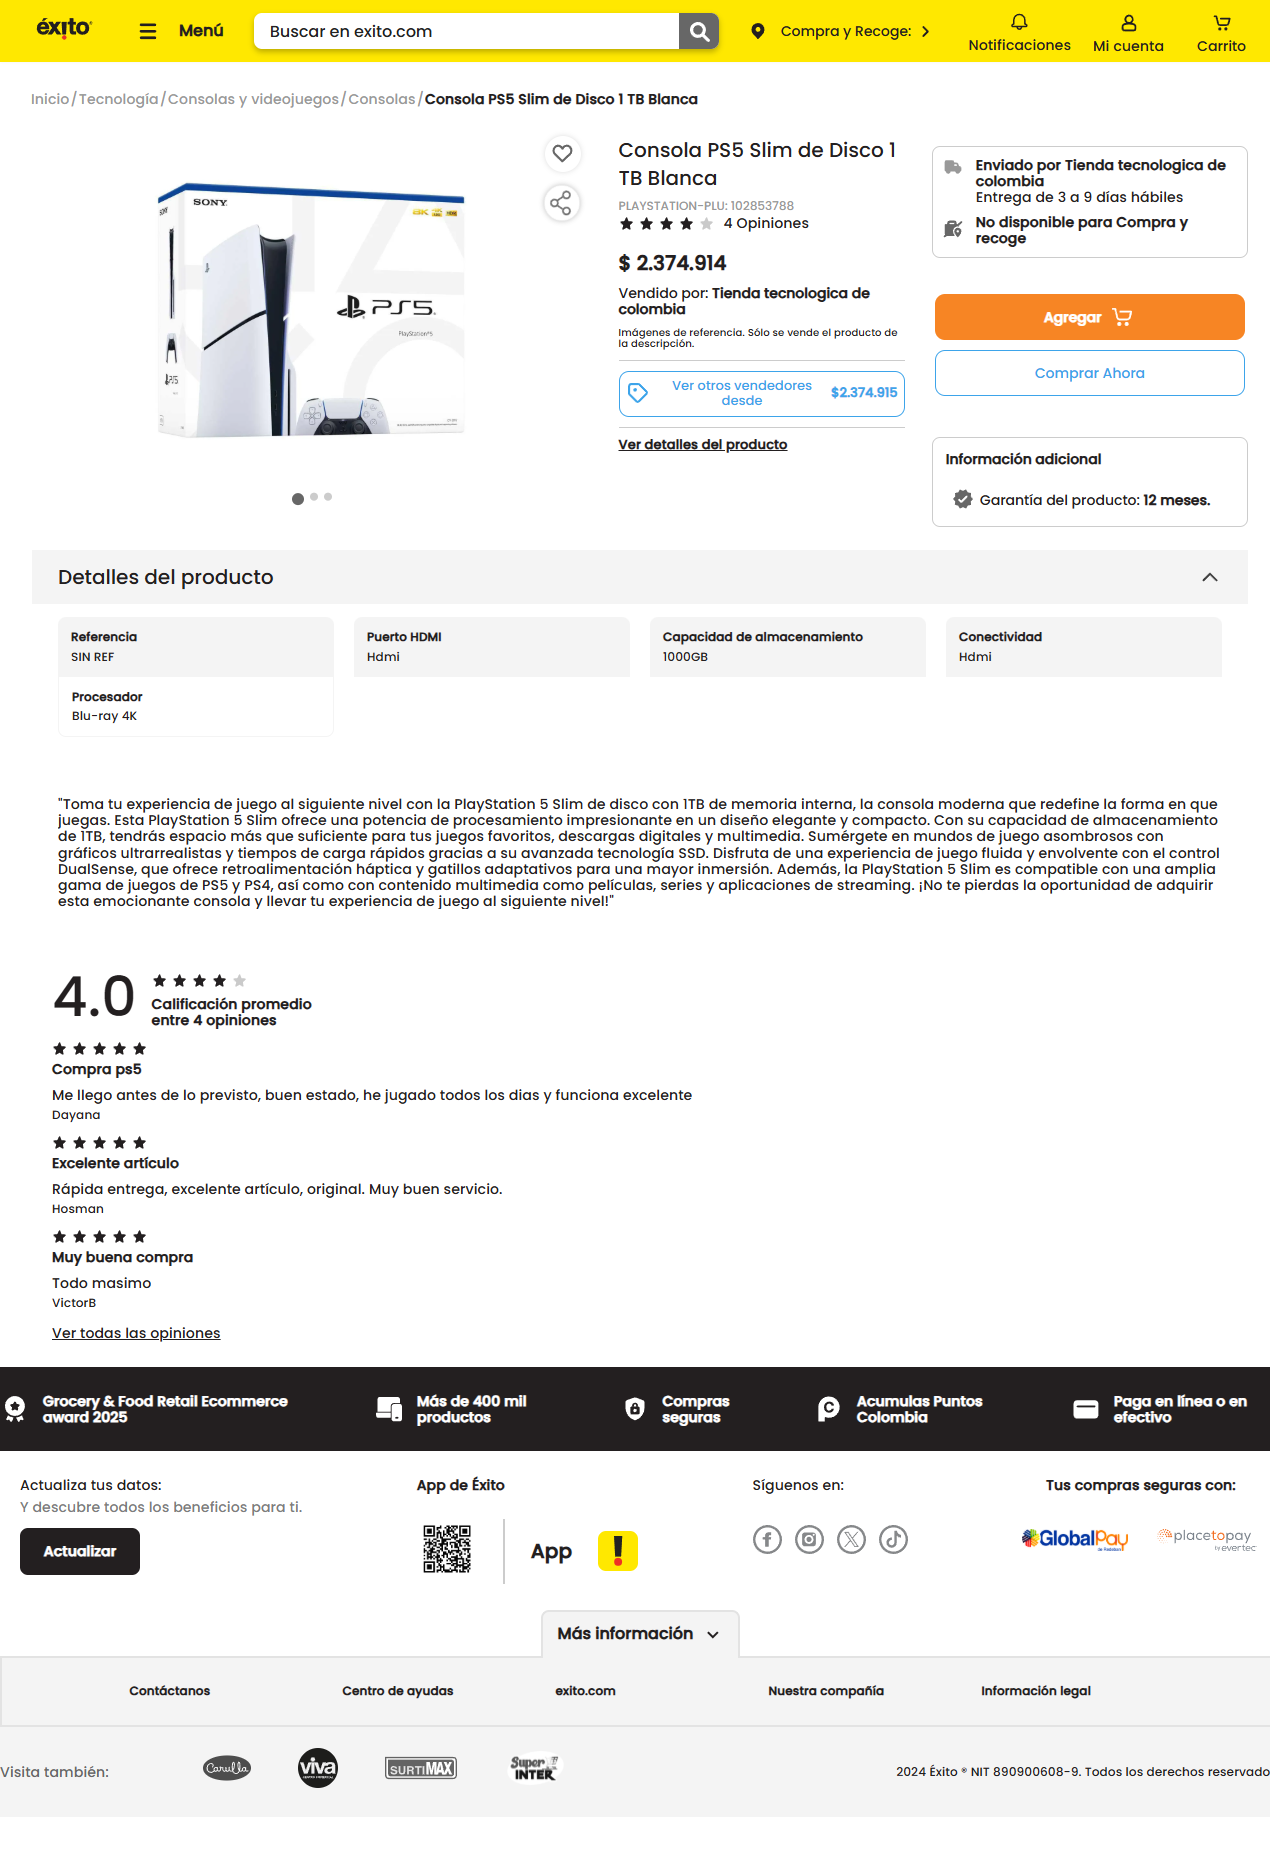 éxito
Menú
Buscar en exito.com
Compra y Recoge:
Notificaciones
Mi cuenta
Carrito
Inicio/Tecnología/Consolas y videojuegos/Consolas/Consola PS5 Slim de Disco 1 TB Blanca
SONY
8K
PS5
PlayStation®5
PS5
Consola PS5 Slim de Disco 1
TB Blanca
PLAYSTATION-PLU: 102853788
4 Opiniones
$ 2.374.914
Vendido por: Tienda tecnologica de
colombia
Imágenes de referencia. Sólo se vende el producto de
la descripción.
Ver otros vendedores
desde
$2.374.915
Ver detalles del producto
Enviado por Tienda tecnologica de
colombia
Entrega de 3 a 9 días hábiles
No disponible para Compra y
recoge
Agregar
Comprar Ahora
Información adicional
Garantía del producto: 12 meses.
Detalles del producto
Referencia
SIN REF
Puerto HDMI
Hdmi
Capacidad de almacenamiento
1000GB
Conectividad
Hdmi
Procesador
Blu-ray 4K
"Toma tu experiencia de juego al siguiente nivel con la PlayStation 5 Slim de disco con 1TB de memoria interna, la consola moderna que redefine la forma en que
juegas. Esta PlayStation 5 Slim ofrece una potencia de procesamiento impresionante en un diseño elegante y compacto. Con su capacidad de almacenamiento
de 1TB, tendrás espacio más que suficiente para tus juegos favoritos, descargas digitales y multimedia. Sumérgete en mundos de juego asombrosos con
gráficos ultrarrealistas y tiempos de carga rápidos gracias a su avanzada tecnología SSD. Disfruta de una experiencia de juego fluida y envolvente con el control
DualSense, que ofrece retroalimentación háptica y gatillos adaptativos para una mayor inmersión. Además, la PlayStation 5 Slim es compatible con una amplia
gama de juegos de PS5 y PS4, así como con contenido multimedia como películas, series y aplicaciones de streaming. ¡No te pierdas la oportunidad de adquirir
esta emocionante consola y llevar tu experiencia de juego al siguiente nivel!"
4.0
Calificación promedio
entre 4 opiniones
Compra ps5
Me llego antes de lo previsto, buen estado, he jugado todos los dias y funciona excelente
Dayana
Excelente artículo
Rápida entrega, excelente artículo, original. Muy buen servicio.
Hosman
Muy buena compra
Todo masimo
VictorB
Ver todas las opiniones
Grocery & Food Retail Ecommerce
award 2025
Más de 400 mil
productos
Compras
seguras
Acumulas Puntos
Colombia
Paga en línea o en
efectivo
Actualiza tus datos:
Y descubre todos los beneficios para ti.
Actualizar
App de Éxito
App
Síguenos en:
Tus compras seguras con:
GlobalPay
placetopay
by evertec
Más información
Contáctanos
Centro de ayudas
exito.com
Nuestra compañía
Información legal
Visita también:
Carulla
viva
SURTIMAX
Super
INTER
2024 Éxito ® NIT 890900608-9. Todos los derechos reservado